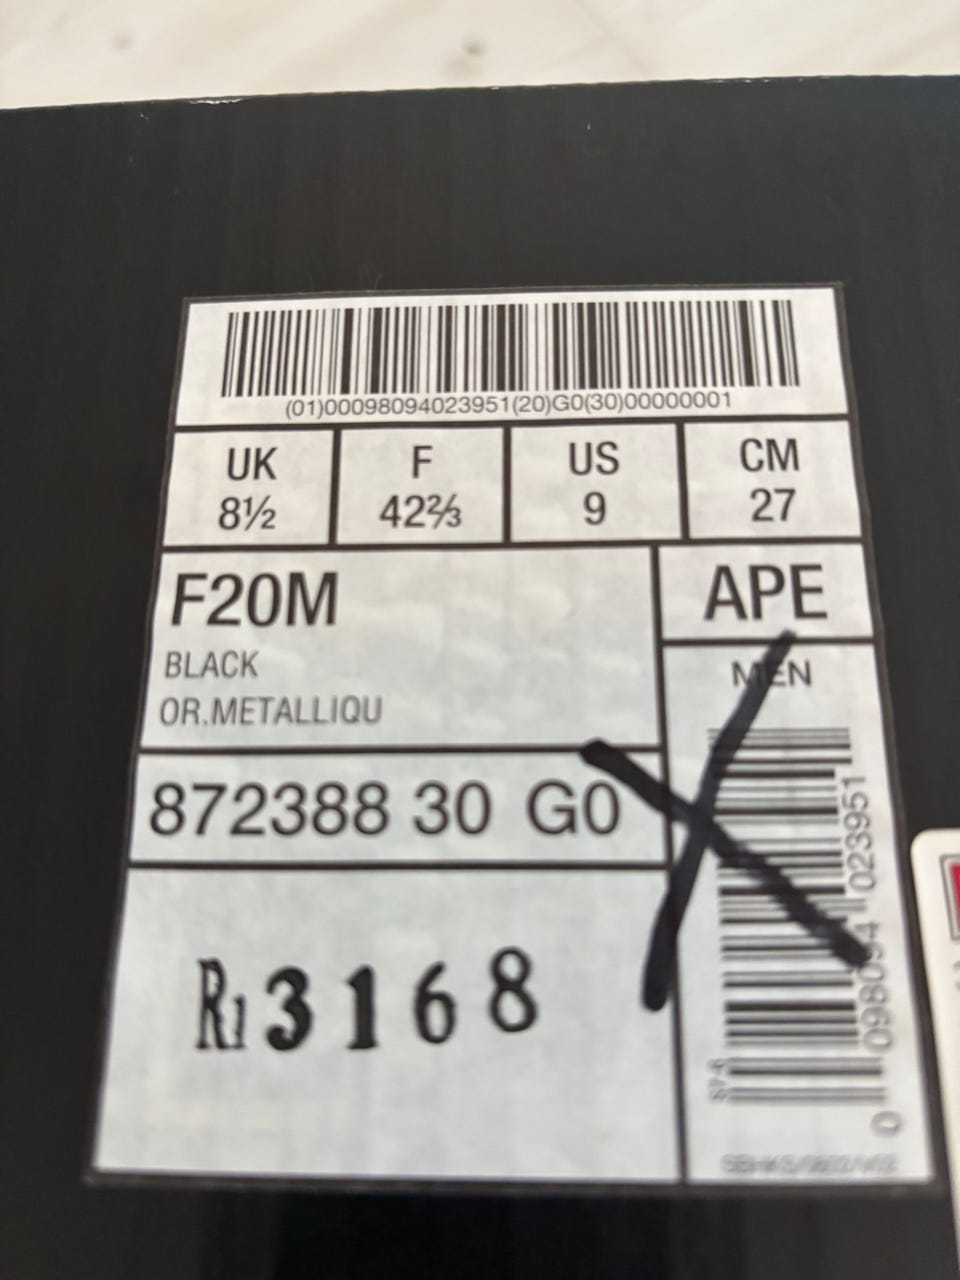 (01)00098094023951(20)G0(30)00000001
UK F US CM
8½ 42⅔ 9 27
F20M
BLACK
OR.METALLIQU
APE
MEN
872388 30 G0
R1 3168
0 098094 023951